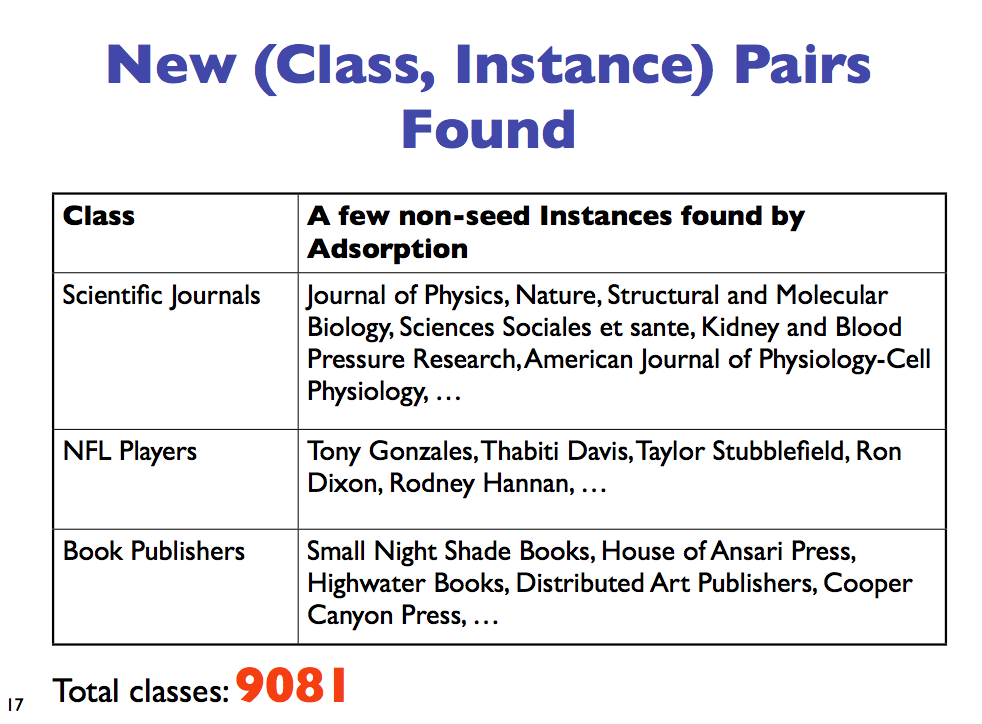 New (Class, Instance) Pairs
Found
Class
A few non-seed Instances found by
Adsorption
Scientific Journals
Journal of Physics, Nature, Structural and Molecular
Biology, Sciences Sociales et sante, Kidney and Blood
Pressure Research, American Journal of Physiology-Cell
Physiology, …
NFL Players
Tony Gonzales, Thabiti Davis, Taylor Stubblefield, Ron
Dixon, Rodney Hannan, …
Book Publishers
Small Night Shade Books, House of Ansari Press,
Highwater Books, Distributed Art Publishers, Cooper
Canyon Press, …
Total classes: 9081
17